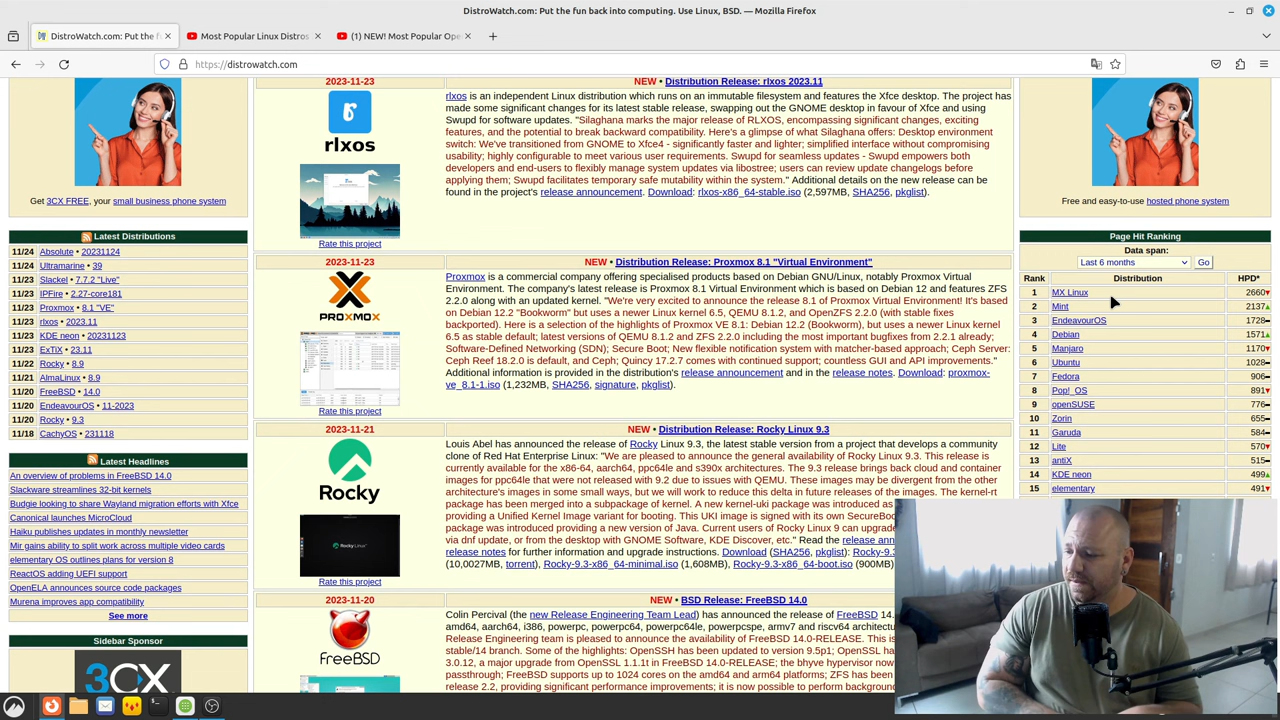 DistroWatch.com: Put the fun back into computing. Use Linux, BSD. — Mozilla Firefox
DistroWatch.com: Put the f
Most Popular Linux Distros
(1) NEW! Most Popular Ope
https://distrowatch.com
Get 3CX FREE, your small business phone system
Latest Distributions
11/24 Absolute • 20231124
11/24 Ultramarine • 39
11/23 Slackel • 7.7.2 "Live"
11/23 IPFire • 2.27-core181
11/23 Proxmox • 8.1 "VE"
11/23 rlxos • 2023.11
11/23 KDE neon • 20231123
11/23 ExTiX • 23.11
11/22 Rocky • 8.9
11/21 AlmaLinux • 8.9
11/20 FreeBSD • 14.0
11/20 EndeavourOS • 11-2023
11/20 Rocky • 9.3
11/18 CachyOS • 231118
Latest Headlines
An overview of problems in FreeBSD 14.0
Slackware streamlines 32-bit kernels
Budgie looking to share Wayland migration efforts with Xfce
Canonical launches MicroCloud
Haiku publishes updates in monthly newsletter
Mir gains ability to split work across multiple video cards
elementary OS outlines plans for version 8
ReactOS adding UEFI support
OpenELA announces source code packages
Murena improves app compatibility
See more
Sidebar Sponsor
3CX
2023-11-23
NEW • Distribution Release: rlxos 2023.11
rlxos
Rate this project
rlxos is an independent Linux distribution which runs on an immutable filesystem and features the Xfce desktop. The project has
made some significant changes for its latest stable release, swapping out the GNOME desktop in favour of Xfce and using
Swupd for software updates. "Silaghana marks the major release of RLXOS, encompassing significant changes, exciting
features, and the potential to break backward compatibility. Here's a glimpse of what Silaghana offers: Desktop environment
switch: We've transitioned from GNOME to Xfce4 - significantly faster and lighter; simplified interface without compromising
usability; highly configurable to meet various user requirements. Swupd for seamless updates - Swupd empowers both
developers and end-users to flexibly manage system updates via libostree; users can review update changelogs before
applying them; Swupd facilitates temporary safe mutability within the system." Additional details on the new release can be
found in the project's release announcement. Download: rlxos-x86_64-stable.iso (2,597MB, SHA256, pkglist).
2023-11-23
NEW • Distribution Release: Proxmox 8.1 "Virtual Environment"
PROXMOX
Rate this project
Proxmox is a commercial company offering specialised products based on Debian GNU/Linux, notably Proxmox Virtual
Environment. The company's latest release is Proxmox 8.1 Virtual Environment which is based on Debian 12 and features ZFS
2.2.0 along with an updated kernel. "We're very excited to announce the release 8.1 of Proxmox Virtual Environment! It's based
on Debian 12.2 "Bookworm" but uses a newer Linux kernel 6.5, QEMU 8.1.2, and OpenZFS 2.2.0 (with stable fixes
backported). Here is a selection of the highlights of Proxmox VE 8.1: Debian 12.2 (Bookworm), but uses a newer Linux kernel
6.5 as stable default; latest versions of QEMU 8.1.2 and ZFS 2.2.0 including the most important bugfixes from 2.2.1 already;
Software-Defined Networking (SDN); Secure Boot; New flexible notification system with matcher-based approach; Ceph Server:
Ceph Reef 18.2.0 is default, and Ceph; Quincy 17.2.7 comes with continued support; countless GUI and API improvements."
Additional information is provided in the distribution's release announcement and in the release notes. Download: proxmox-
ve_8.1-1.iso (1,232MB, SHA256, signature, pkglist).
2023-11-21
NEW • Distribution Release: Rocky Linux 9.3
Rocky
Rocky Linux
Rate this project
Louis Abel has announced the release of Rocky Linux 9.3, the latest stable version from a project that develops a community
clone of Red Hat Enterprise Linux: "We are pleased to announce the general availability of Rocky Linux 9.3. This release is
currently available for the x86-64, aarch64, ppc64le and s390x architectures. The 9.3 release brings back cloud and container
images for ppc64le that were not released with 9.2 due to issues with QEMU. These images may be divergent from the other
architecture's images in some small ways, but we will work to reduce this delta in future releases of the images. The kernel-rt
package has been merged into a subpackage of kernel. A new kernel-uki package was introduced as
providing a Unified Kernel Image variant for booting. This UKI image is signed with its own SecureBoo
package was introduced providing a new version of Java. Current users of Rocky Linux 9 can upgrade
via dnf update, or from the desktop with GNOME Software, KDE Discover, etc." Read the release ann
release notes for further information and upgrade instructions. Download (SHA256, pkglist): Rocky-9.3
(10,0027MB, torrent), Rocky-9.3-x86_64-minimal.iso (1,608MB), Rocky-9.3-x86_64-boot.iso (900MB)
2023-11-20
NEW • BSD Release: FreeBSD 14.0
FreeBSD
Colin Percival (the new Release Engineering Team Lead) has announced the release of FreeBSD 14.
amd64, aarch64, i386, powerpc, powerpc64, powerpc64le, powerpcspe, armv7 and riscv64 architectur
Release Engineering team is pleased to announce the availability of FreeBSD 14.0-RELEASE. This is
stable/14 branch. Some of the highlights: OpenSSH has been updated to version 9.5p1; OpenSSL ha
3.0.12, a major upgrade from OpenSSL 1.1.1t in FreeBSD 13.2-RELEASE; the bhyve hypervisor now
passthrough; FreeBSD supports up to 1024 cores on the amd64 and arm64 platforms; ZFS has been
release 2.2, providing significant performance improvements; it is now possible to perform background
Free and easy-to-use hosted phone system
Page Hit Ranking
Data span:
Last 6 months
Go
Rank Distribution HPD*
1 MX Linux 2660
2 Mint 2137
3 EndeavourOS 1728
4 Debian 1571
5 Manjaro 1170
6 Ubuntu 1025
7 Fedora 906
8 Pop!_OS 891
9 openSUSE 776
10 Zorin 655
11 Garuda 584
12 Lite 570
13 antiX 515
14 KDE neon 499
15 elementary 491